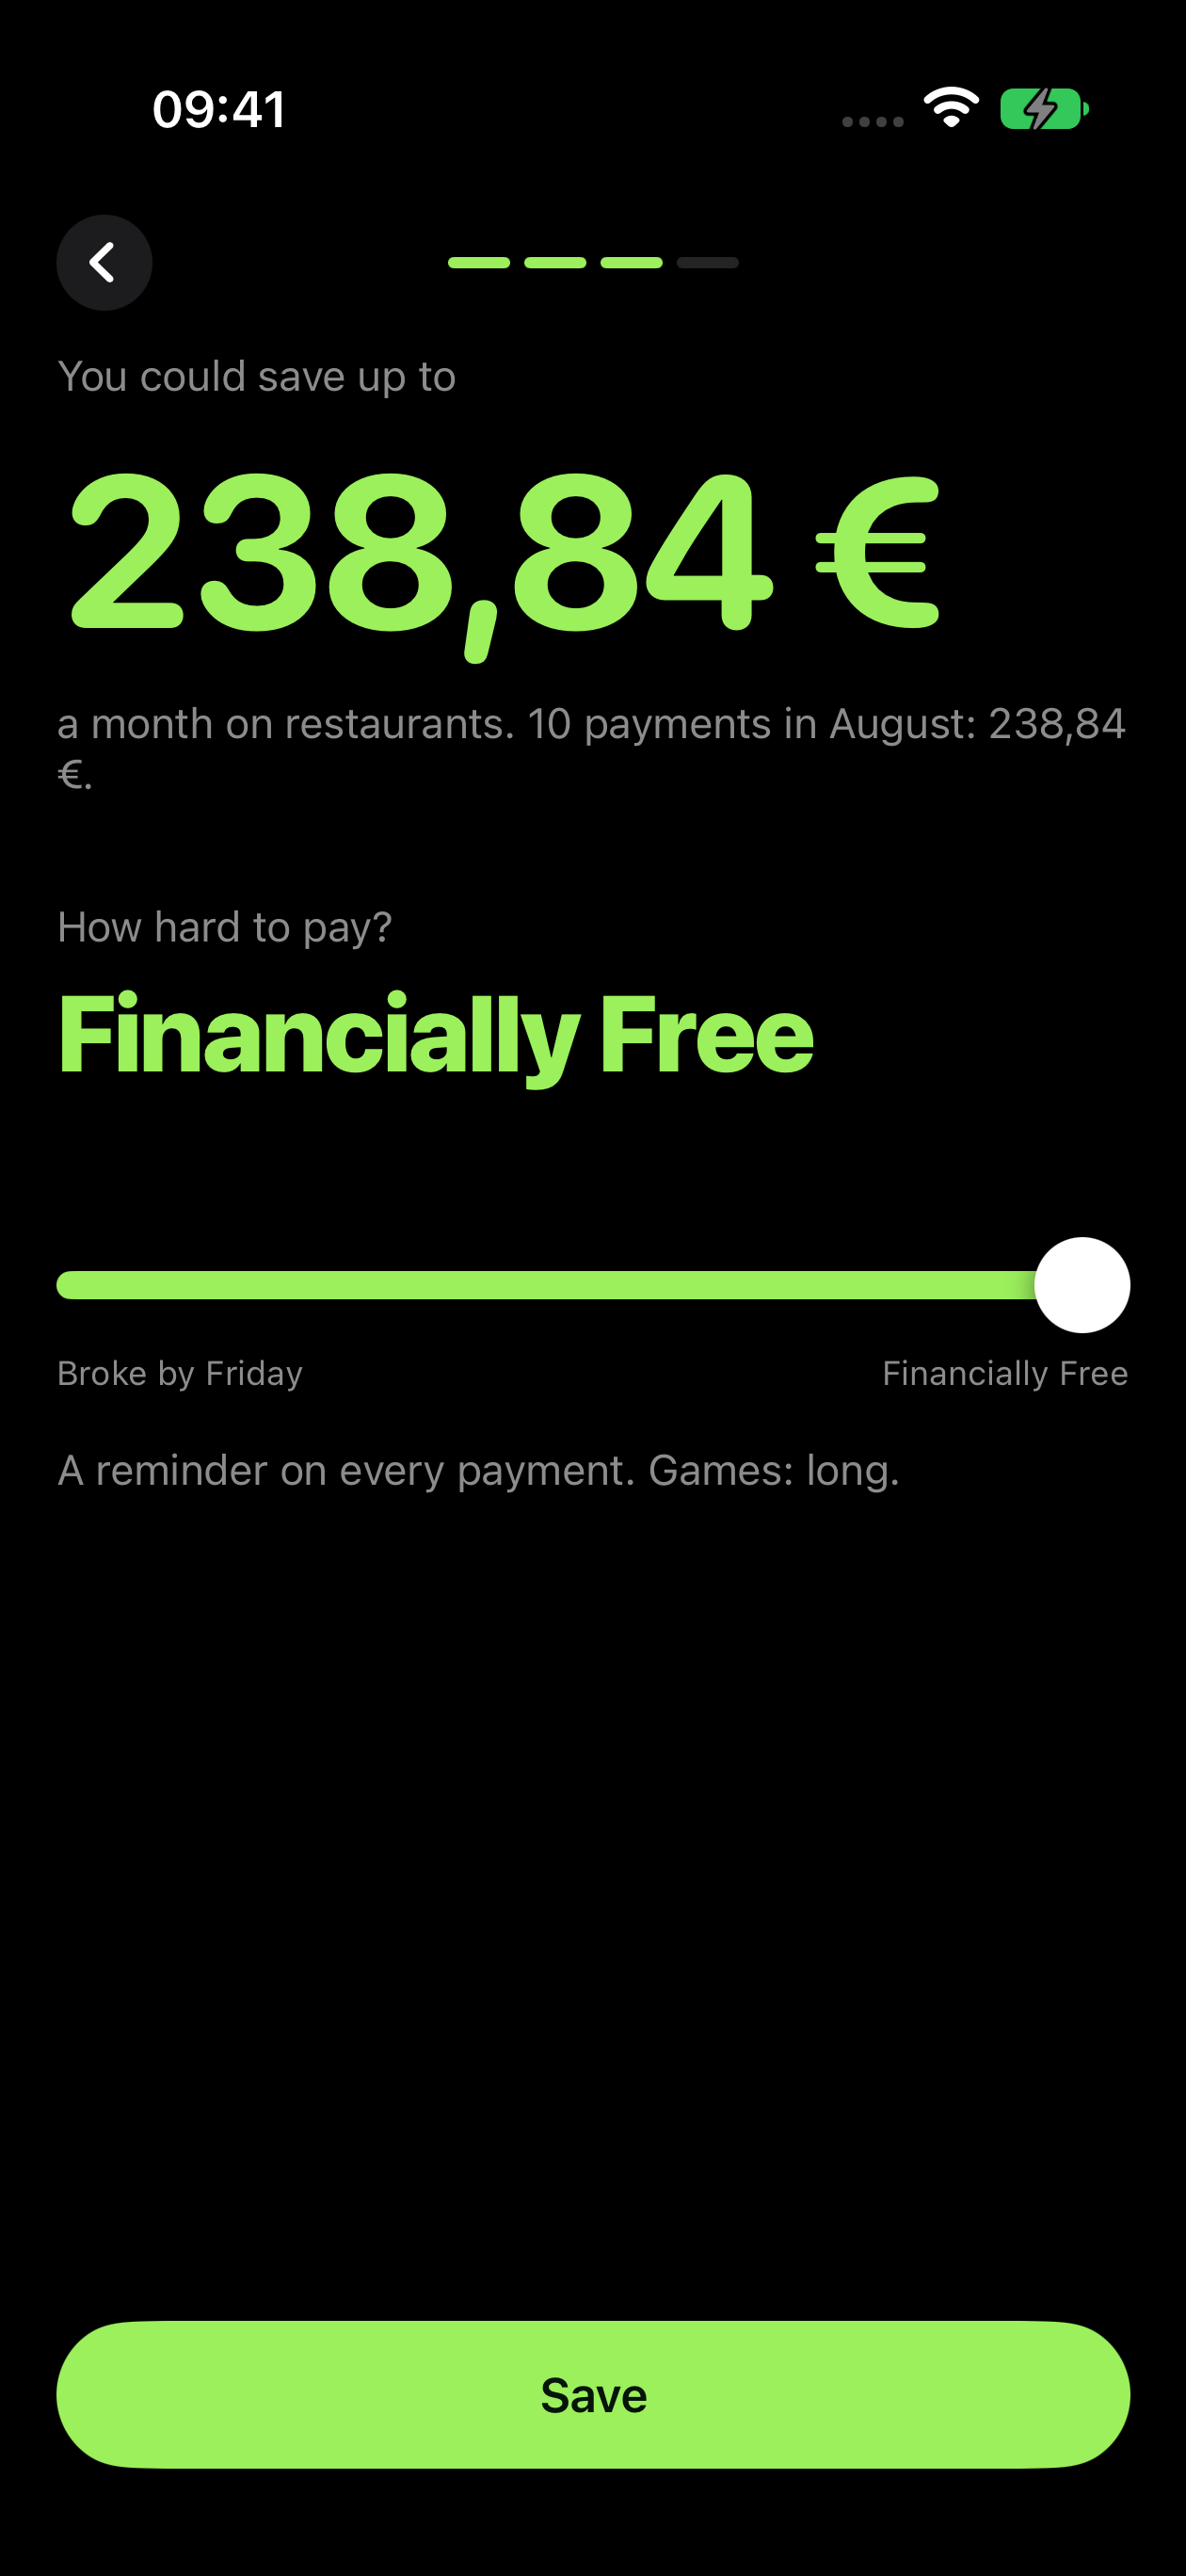 09:41
You could save up to
238,84 €
a month on restaurants. 10 payments in August: 238,84
€.
How hard to pay?
Financially Free
Broke by Friday
Financially Free
A reminder on every payment. Games: long.
Save